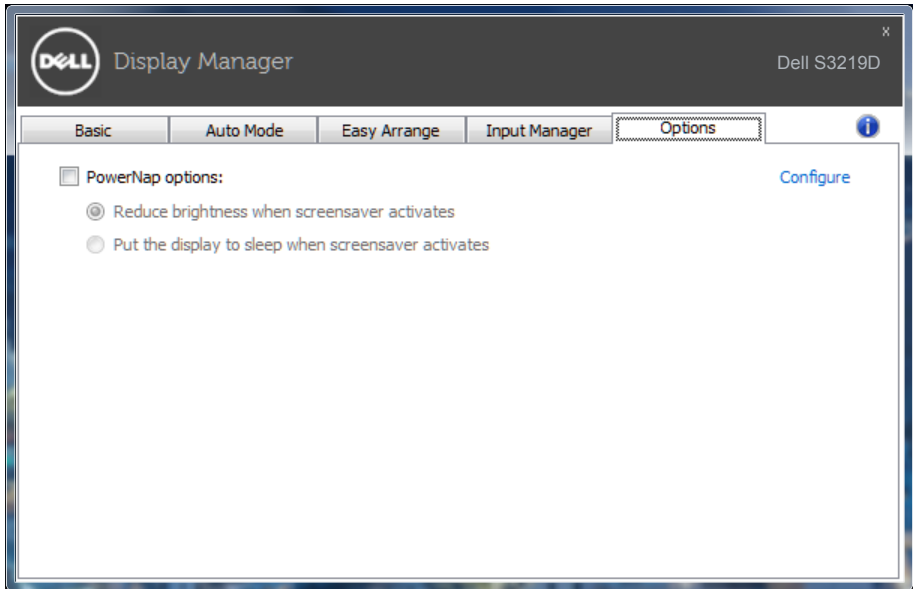 DELL Display Manager
x
Dell S3219D
Basic Auto Mode Easy Arrange Input Manager Options i
PowerNap options: Configure
Reduce brightness when screensaver activates
Put the display to sleep when screensaver activates